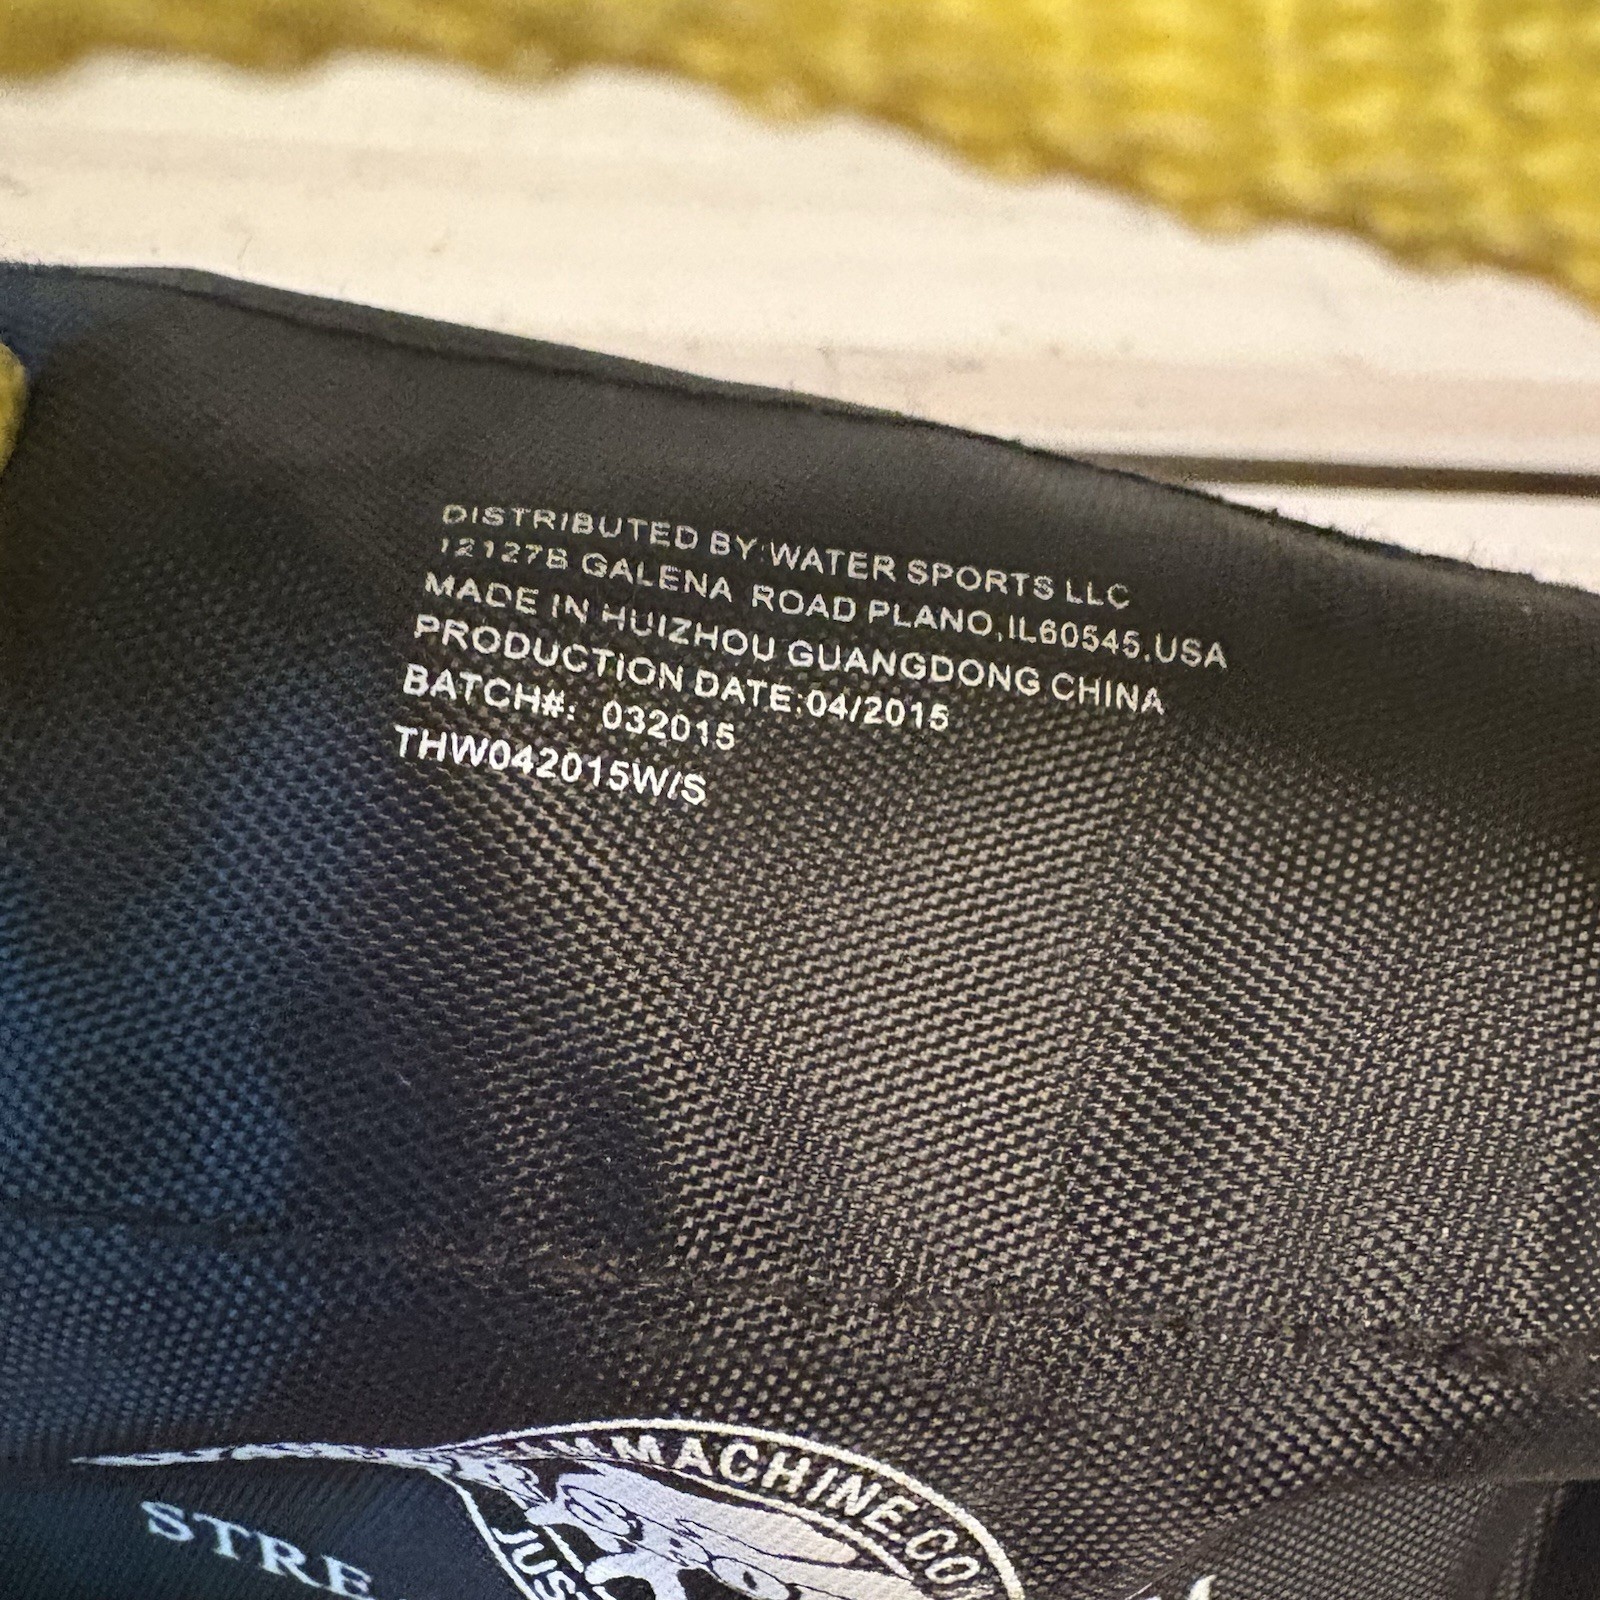 DISTRIBUTED BY:WATER SPORTS LLC
12127B GALENA ROAD PLANO,IL60545,USA
MADE IN HUIZHOU GUANGDONG CHINA
PRODUCTION DATE:04/2015
BATCH#: 032015
THW042015W/S
MACHINE.CO
STRE
JUS